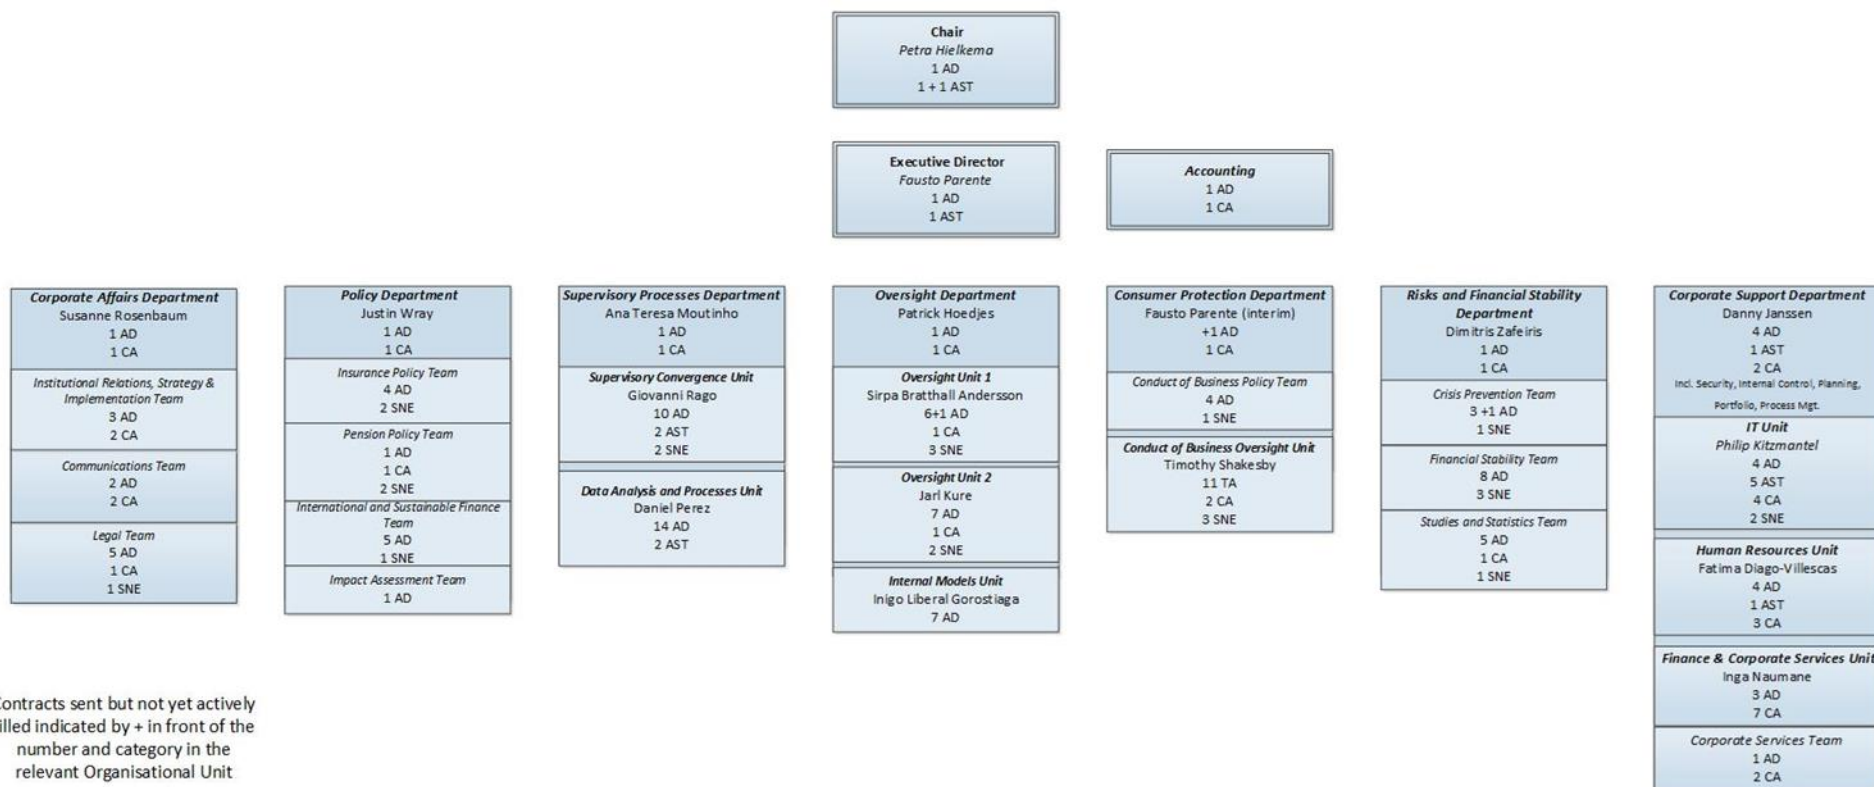 Chair
Petra Hielkema
1 AD
1 + 1 AST
Executive Director
Fausto Parente
1 AD
1 AST
Accounting
1 AD
1 CA
Corporate Affairs Department
Susanne Rosenbaum
1 AD
1 CA
Institutional Relations, Strategy &
Implementation Team
3 AD
2 CA
Communications Team
2 AD
2 CA
Legal Team
5 AD
1 CA
1 SNE
Policy Department
Justin Wray
1 AD
1 CA
Insurance Policy Team
4 AD
2 SNE
Pension Policy Team
1 AD
1 CA
2 SNE
International and Sustainable Finance
Team
5 AD
1 SNE
Impact Assessment Team
1 AD
Supervisory Processes Department
Ana Teresa Moutinho
1 AD
1 CA
Supervisory Convergence Unit
Giovanni Rago
10 AD
2 AST
2 SNE
Data Analysis and Processes Unit
Daniel Perez
14 AD
2 AST
Oversight Department
Patrick Hoedjes
1 AD
1 CA
Oversight Unit 1
Sirpa Bratthall Andersson
6+1 AD
1 CA
3 SNE
Oversight Unit 2
Jarl Kure
7 AD
1 CA
2 SNE
Internal Models Unit
Inigo Liberal Gorostiaga
7 AD
Consumer Protection Department
Fausto Parente (interim)
+1 AD
1 CA
Conduct of Business Policy Team
4 AD
1 SNE
Conduct of Business Oversight Unit
Timothy Shakesby
11 TA
2 CA
3 SNE
Risks and Financial Stability
Department
Dimitris Zafeiris
1 AD
1 CA
Crisis Prevention Team
3 +1 AD
1 SNE
Financial Stability Team
8 AD
3 SNE
Studies and Statistics Team
5 AD
1 CA
1 SNE
Corporate Support Department
Danny Janssen
4 AD
1 AST
2 CA
Incl. Security, Internal Control, Planning,
Portfolio, Process Mgt.
IT Unit
Philip Kitzmantel
4 AD
5 AST
4 CA
2 SNE
Human Resources Unit
Fatima Diago-Villescas
4 AD
1 AST
3 CA
Finance & Corporate Services Unit
Inga Naumane
3 AD
7 CA
Corporate Services Team
1 AD
2 CA
ontracts sent but not yet actively
illed indicated by + in front of the
number and category in the
relevant Organisational Unit